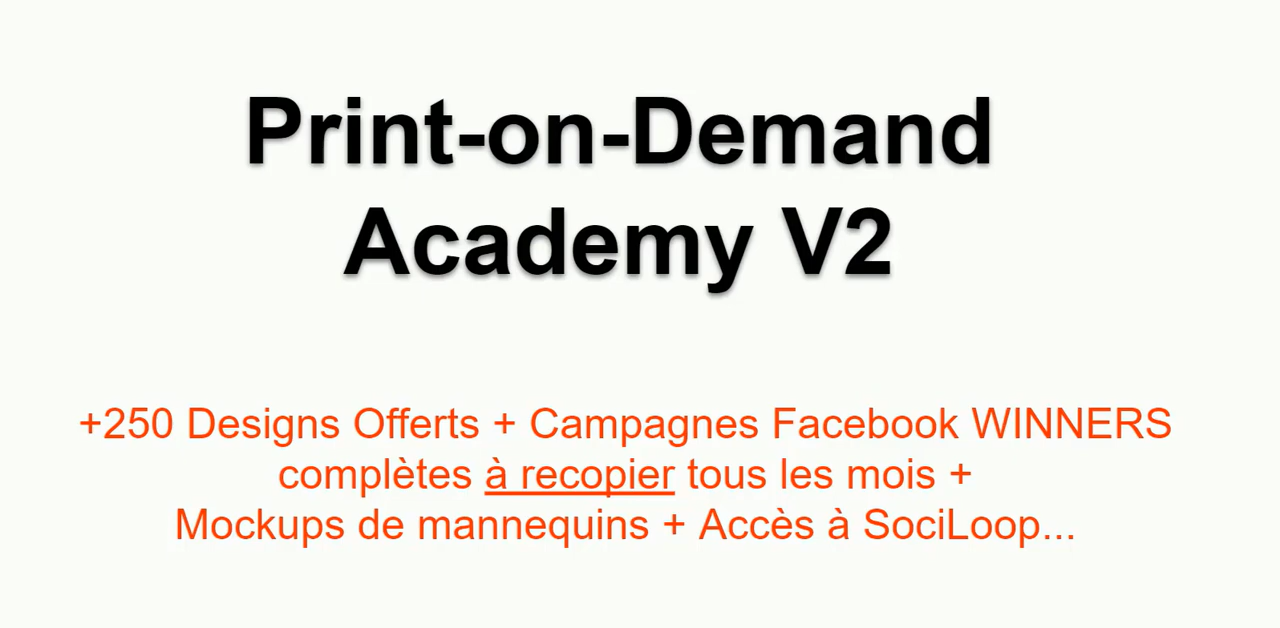 Print-on-Demand
Academy V2
+250 Designs Offerts + Campagnes Facebook WINNERS
complètes à recopier tous les mois +
Mockups de mannequins + Accès à SociLoop...